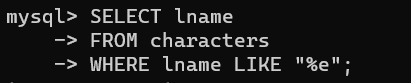 mysql> SELECT lname
    -> FROM characters
    -> WHERE lname LIKE "%e";